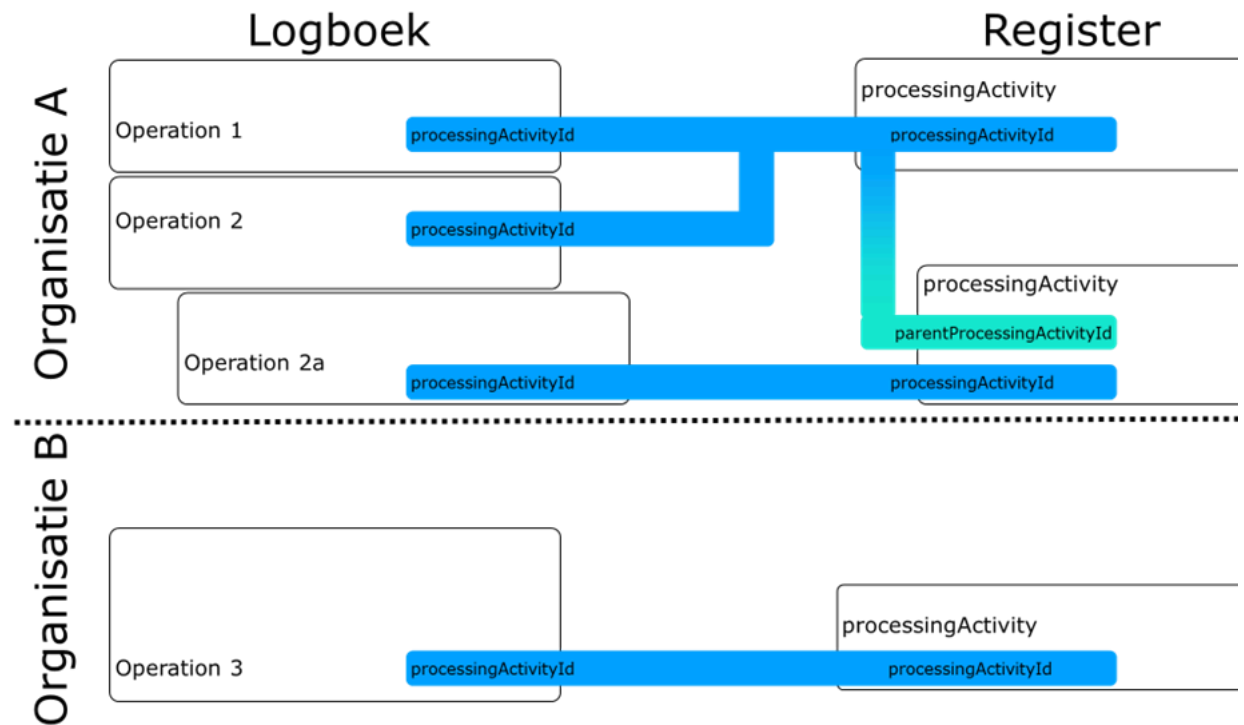 Logboek
Register
Organisatie A
processingActivity
Operation 1
processingActivityId
processingActivityId
Operation 2
processingActivityId
processingActivity
parentProcessingActivityId
Operation 2a
processingActivityId
processingActivityId
Organisatie B
processingActivity
Operation 3
processingActivityId
processingActivityId